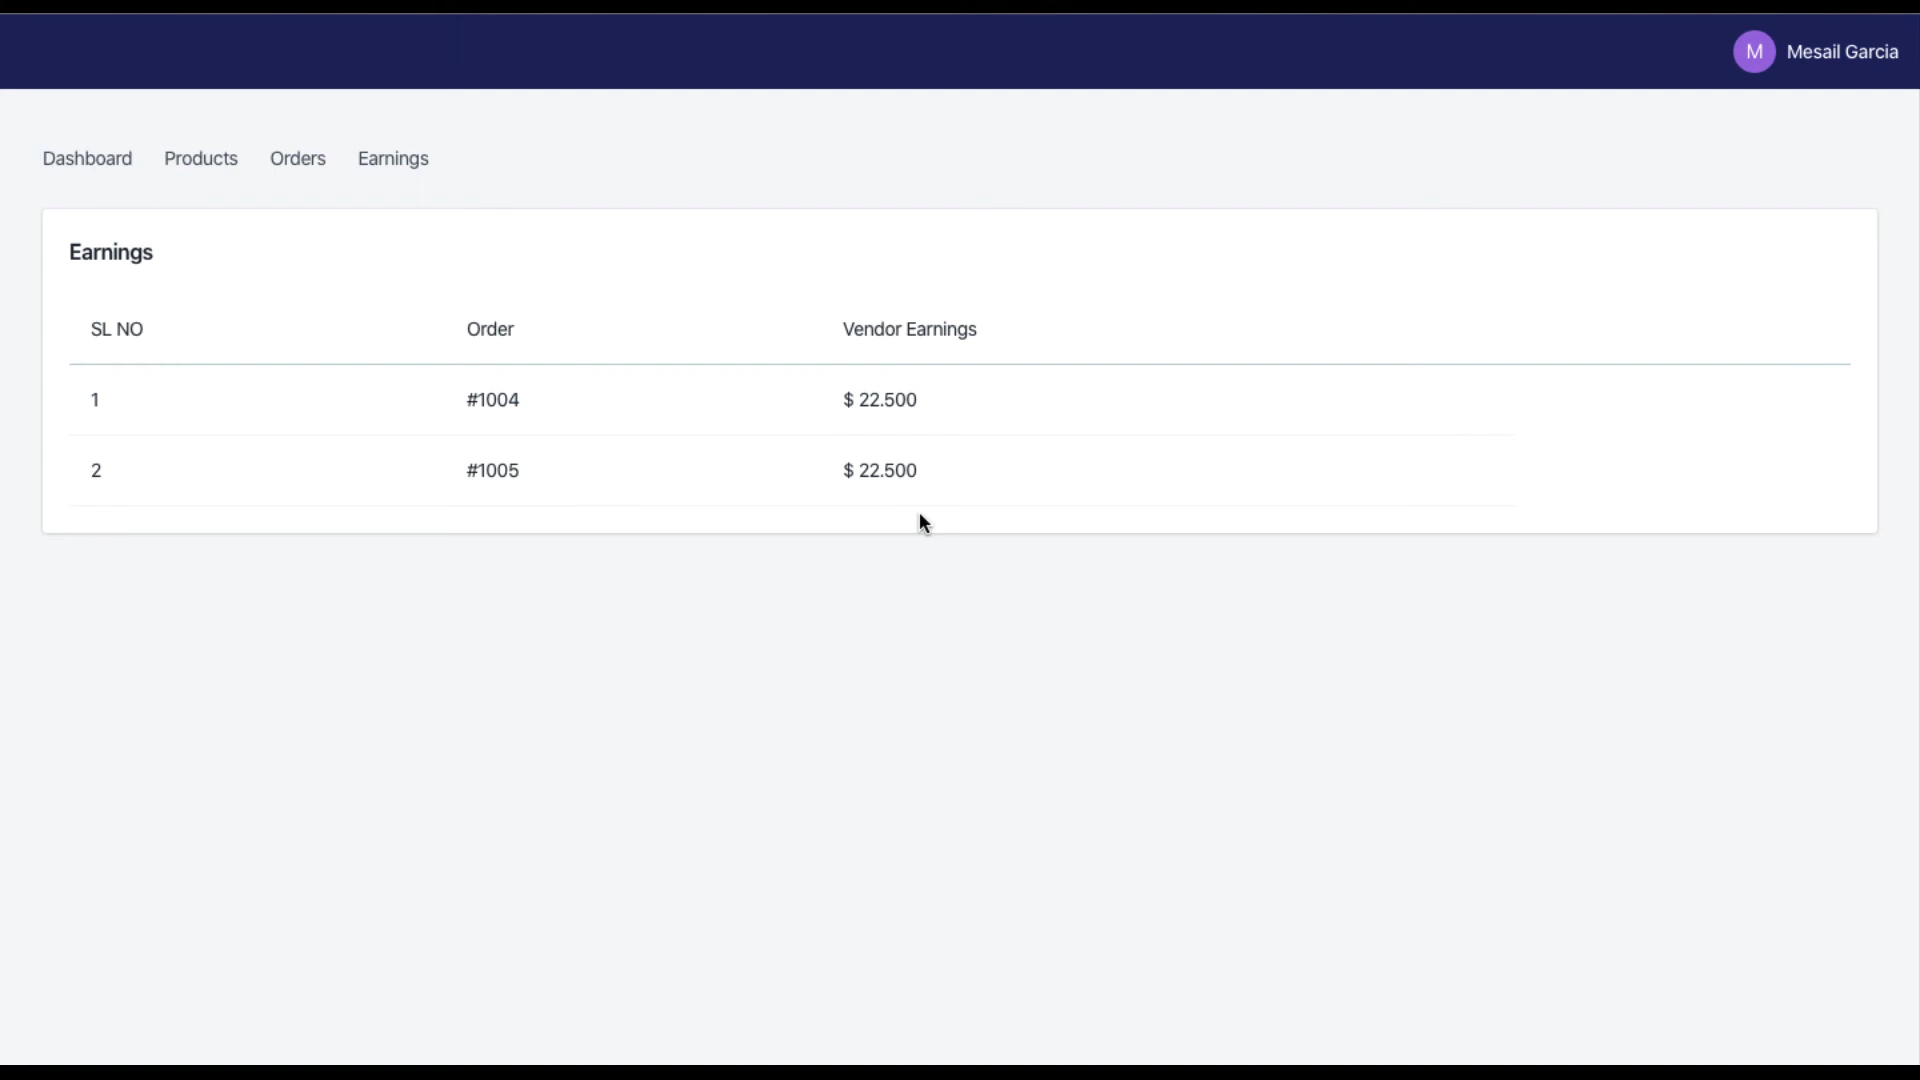 M Mesail Garcia
Dashboard Products Orders Earnings
Earnings
SL NO Order Vendor Earnings
1 #1004 $ 22.500
2 #1005 $ 22.500